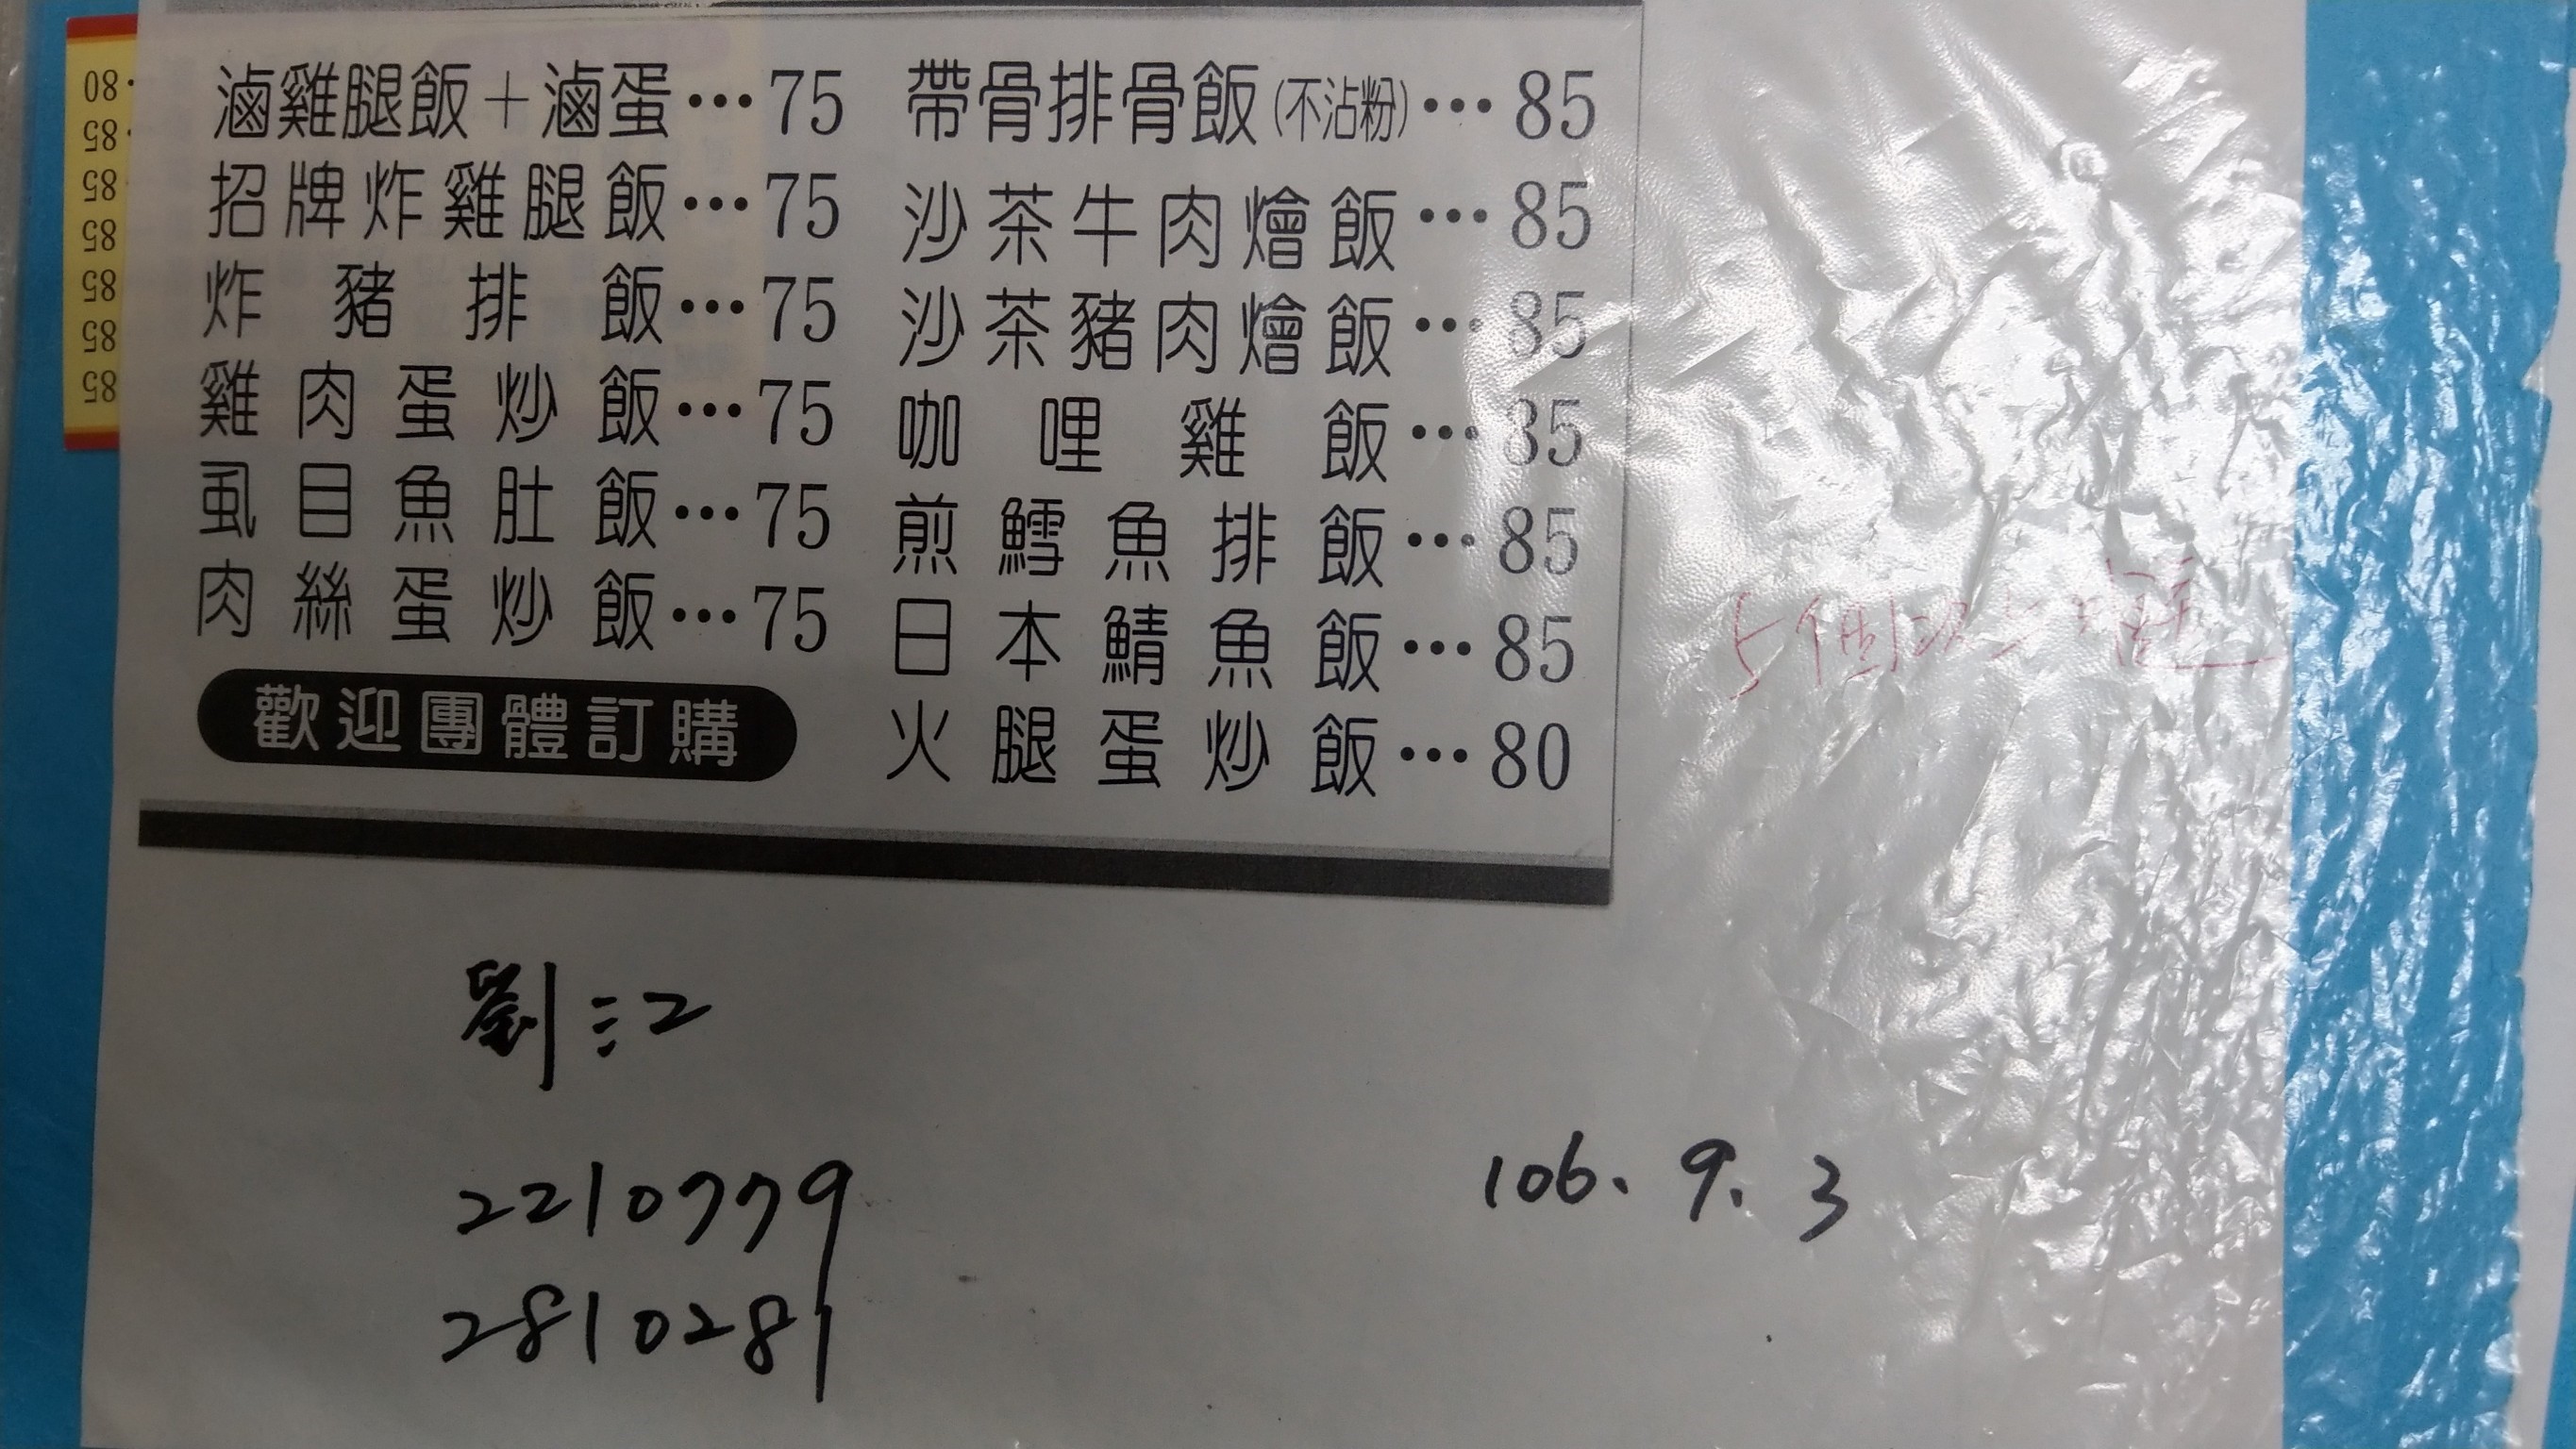 滷雞腿飯＋滷蛋…75
招牌炸雞腿飯…75
炸豬排飯…75
雞肉蛋炒飯…75
虱目魚肚飯…75
肉絲蛋炒飯…75
歡迎團體訂購
帶骨排骨飯(不沾粉)…85
沙茶牛肉燴飯…85
沙茶豬肉燴飯…85
咖哩雞飯…85
煎鱈魚排飯…85
日本鯖魚飯…85
火腿蛋炒飯…80
80
85
85
85
85
85
85
劉江
2210779
2810281
106.9.3
5個